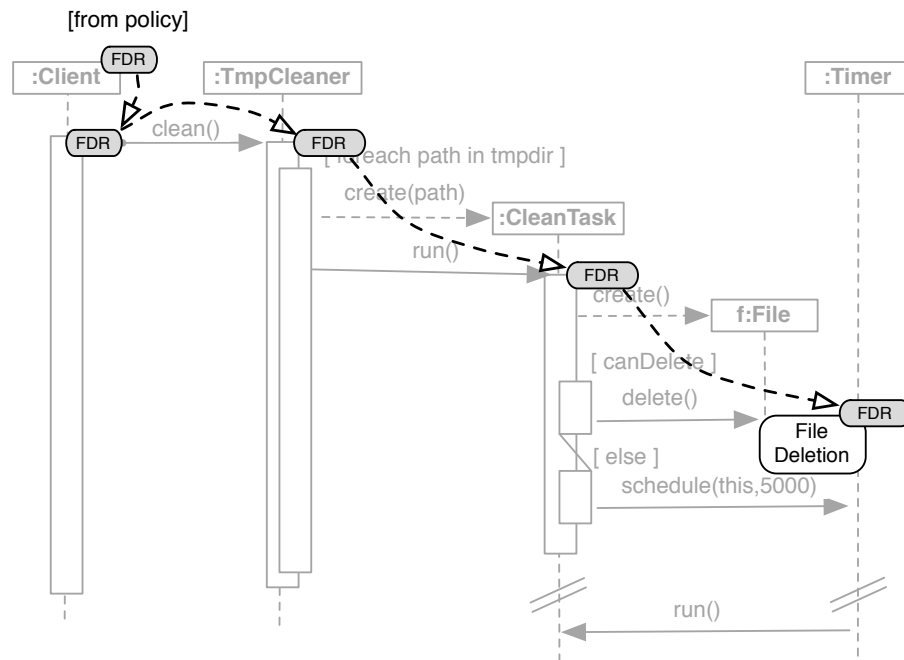 [from policy]
FDR
:Client
:TmpCleaner
:Timer
FDR
clean()
FDR
[ foreach path in tmpdir ]
create(path)
:CleanTask
run()
FDR
create()
f:File
[ canDelete ]
delete()
FDR
File
Deletion
[ else ]
schedule(this,5000)
run()